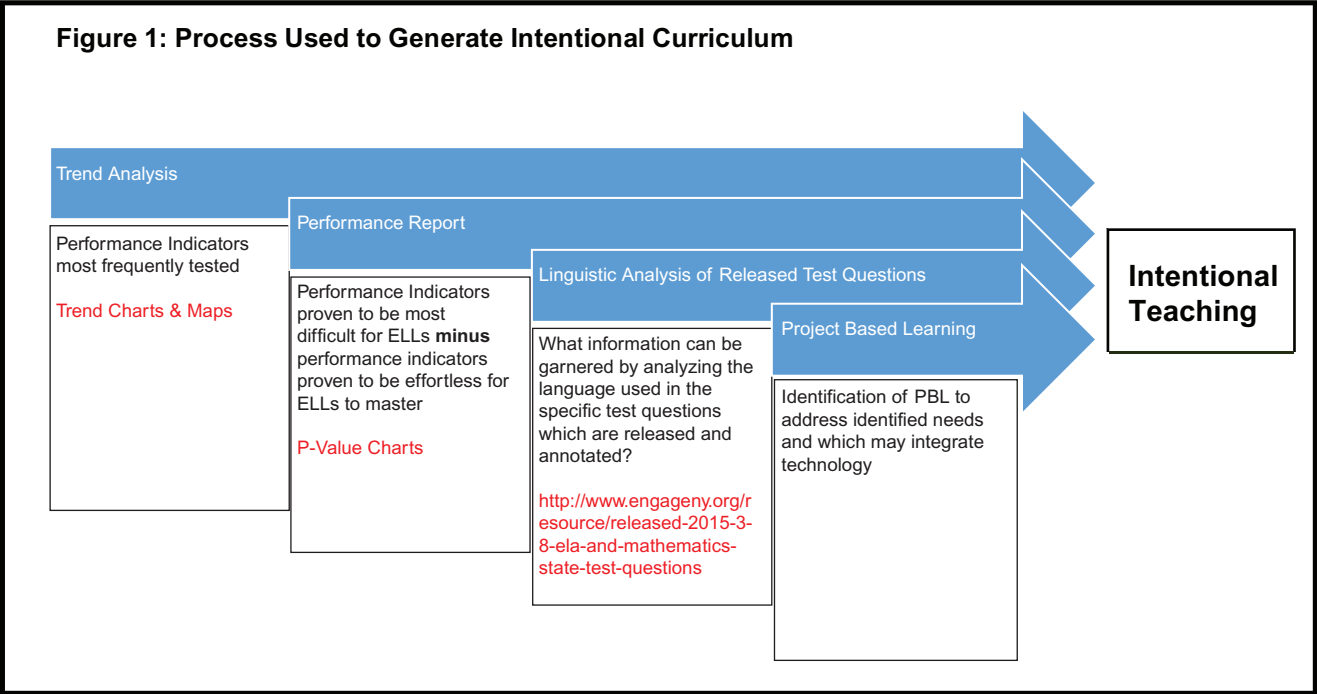 Figure 1: Process Used to Generate Intentional Curriculum
Trend Analysis
Performance Indicators
most frequently tested
Trend Charts & Maps
Performance Report
Performance Indicators
proven to be most
difficult for ELLs minus
performance indicators
proven to be effortless for
ELLs to master
P-Value Charts
Linguistic Analysis of Released Test Questions
What information can be
garnered by analyzing the
language used in the
specific test questions
which are released and
annotated?
http://www.engageny.org/r
esource/released-2015-3-
8-ela-and-mathematics-
state-test-questions
Project Based Learning
Identification of PBL to
address identified needs
and which may integrate
technology
Intentional
Teaching